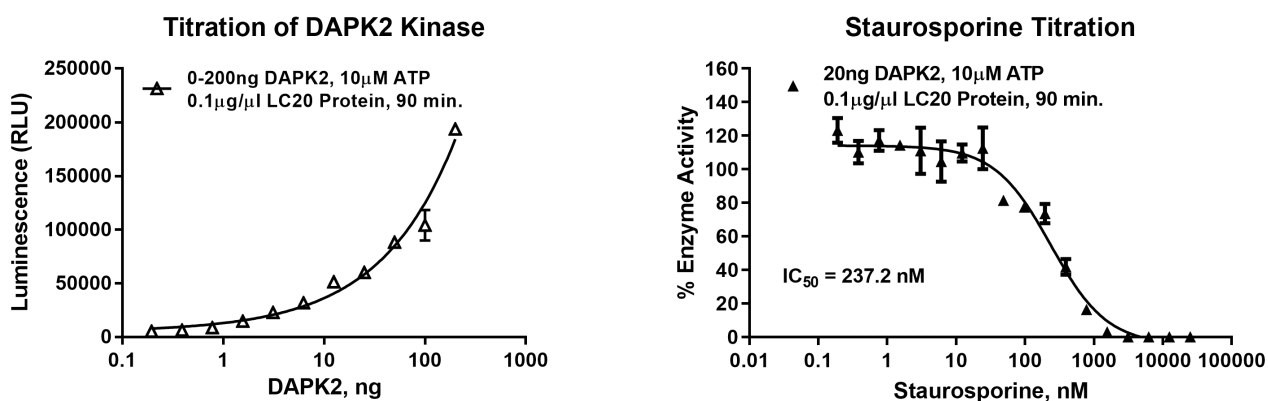 Titration of DAPK2 Kinase
250000
200000
150000
100000
50000
0
Luminescence (RLU)
0-200ng DAPK2, 10μM ATP
0.1μg/μl LC20 Protein, 90 min.
0.1 1 10 100 1000
DAPK2, ng
Staurosporine Titration
160
140
120
100
80
60
40
20
0
% Enzyme Activity
20ng DAPK2, 10μM ATP
0.1μg/μl LC20 Protein, 90 min.
IC50 = 237.2 nM
0.01 0.1 1 10 100 1000 10000 100000
Staurosporine, nM